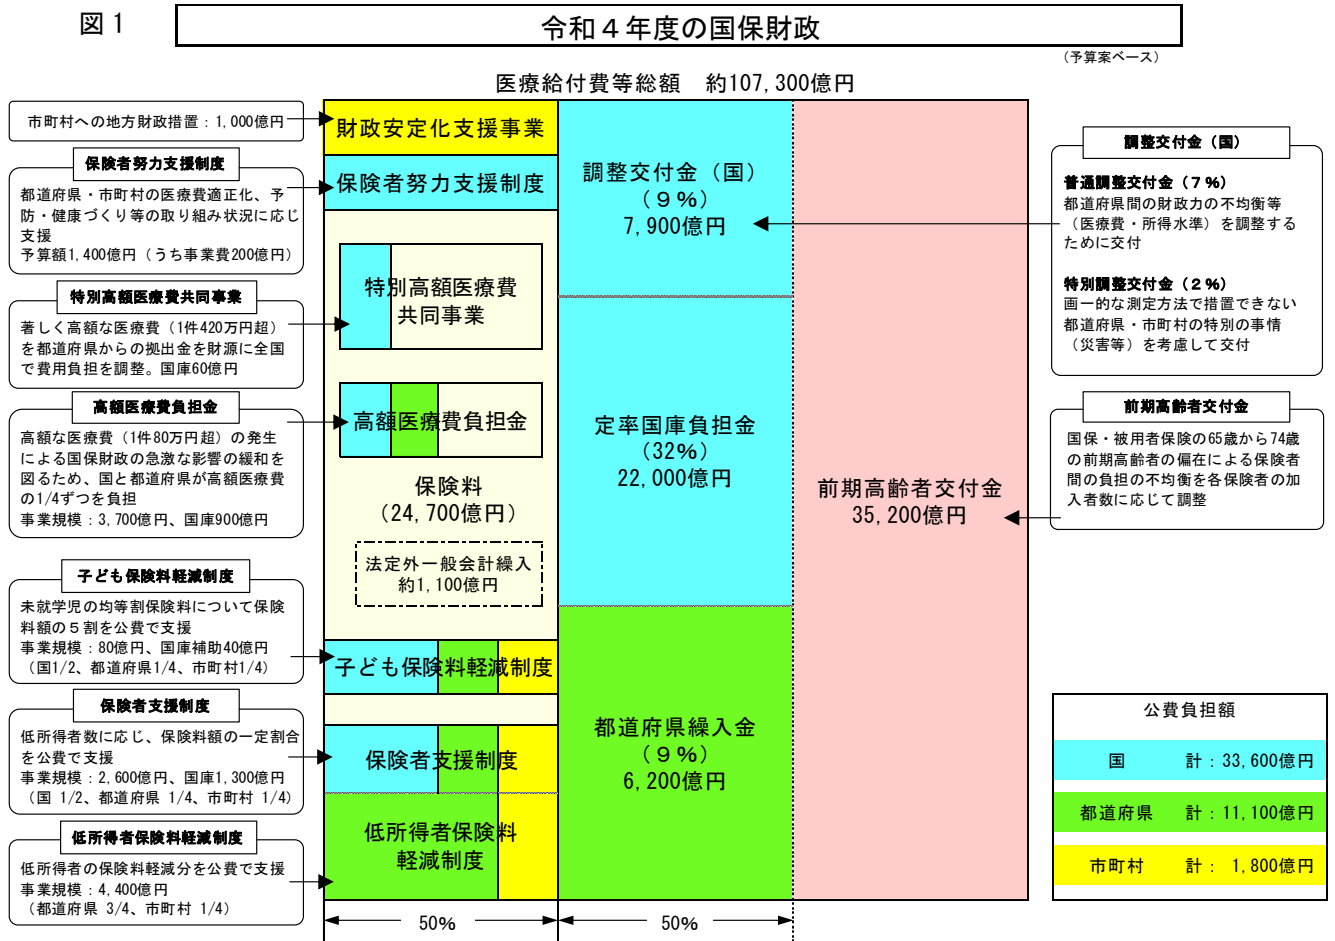 図1
令和４年度の国保財政
（予算案ベース）
医療給付費等総額　約107,300億円
市町村への地方財政措置：1,000億円
保険者努力支援制度
都道府県・市町村の医療費適正化、予
防・健康づくり等の取り組み状況に応じ
支援
予算額1,400億円（うち事業費200億円）
特別高額医療費共同事業
著しく高額な医療費（1件420万円超）
を都道府県からの拠出金を財源に全国
で費用負担を調整。国庫60億円
高額医療費負担金
高額な医療費（1件80万円超）の発生
による国保財政の急激な影響の緩和を
図るため、国と都道府県が高額医療費
の1/4ずつを負担
事業規模：3,700億円、国庫900億円
子ども保険料軽減制度
未就学児の均等割保険料について保険
料額の５割を公費で支援
事業規模：80億円、国庫補助40億円
（国1/2、都道府県1/4、市町村1/4）
保険者支援制度
低所得者数に応じ、保険料額の一定割合
を公費で支援
事業規模：2,600億円、国庫1,300億円
（国 1/2、都道府県 1/4、市町村 1/4）
低所得者保険料軽減制度
低所得者の保険料軽減分を公費で支援
事業規模：4,400億円
（都道府県 3/4、市町村 1/4）
財政安定化支援事業
保険者努力支援制度
特別高額医療費
共同事業
高額医療費負担金
保険料
（24,700億円）
法定外一般会計繰入
約1,100億円
子ども保険料軽減制度
保険者支援制度
低所得者保険料
軽減制度
50%
調整交付金（国）
（９％）
7,900億円
定率国庫負担金
（32%）
22,000億円
都道府県繰入金
（９％）
6,200億円
50%
前期高齢者交付金
35,200億円
調整交付金（国）
普通調整交付金（７％）
都道府県間の財政力の不均衡等
（医療費・所得水準）を調整する
ために交付
特別調整交付金（２％）
画一的な測定方法で措置できない
都道府県・市町村の特別の事情
（災害等）を考慮して交付
前期高齢者交付金
国保・被用者保険の65歳から74歳
の前期高齢者の偏在による保険者
間の負担の不均衡を各保険者の加
入者数に応じて調整
公費負担額
国　計：33,600億円
都道府県　計：11,100億円
市町村　計： 1,800億円